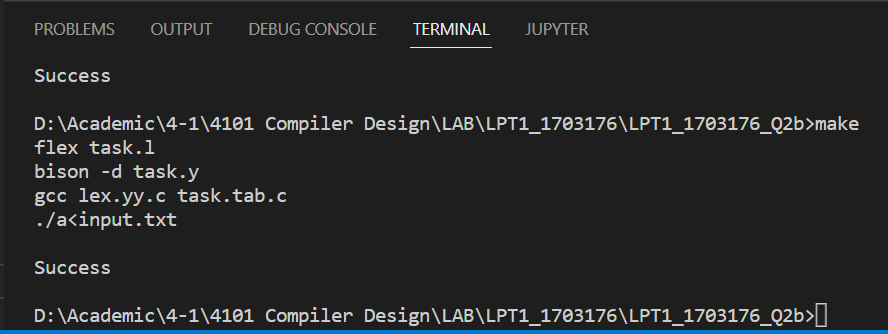 PROBLEMS OUTPUT DEBUG CONSOLE TERMINAL JUPYTER
Success
D:\Academic\4-1\4101 Compiler Design\LAB\LPT1_1703176\LPT1_1703176_Q2b>make
flex task.l
bison -d task.y
gcc lex.yy.c task.tab.c
./a<input.txt
Success
D:\Academic\4-1\4101 Compiler Design\LAB\LPT1_1703176\LPT1_1703176_Q2b>